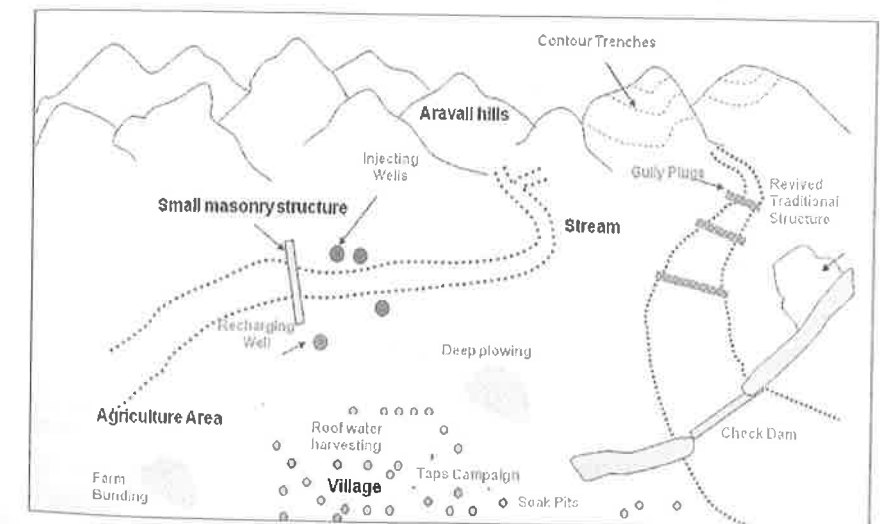 Contour Trenches
Aravali hills
Injecting
Wells
Gully Plugs
Revived
Traditional
Structure
Small masonry structure
Stream
Recharging
Well
Deep plowing
Agriculture Area
Roof water
harvesting
Check Dam
Farm
Bunding
Village
Taps Campaign
Soak Pits